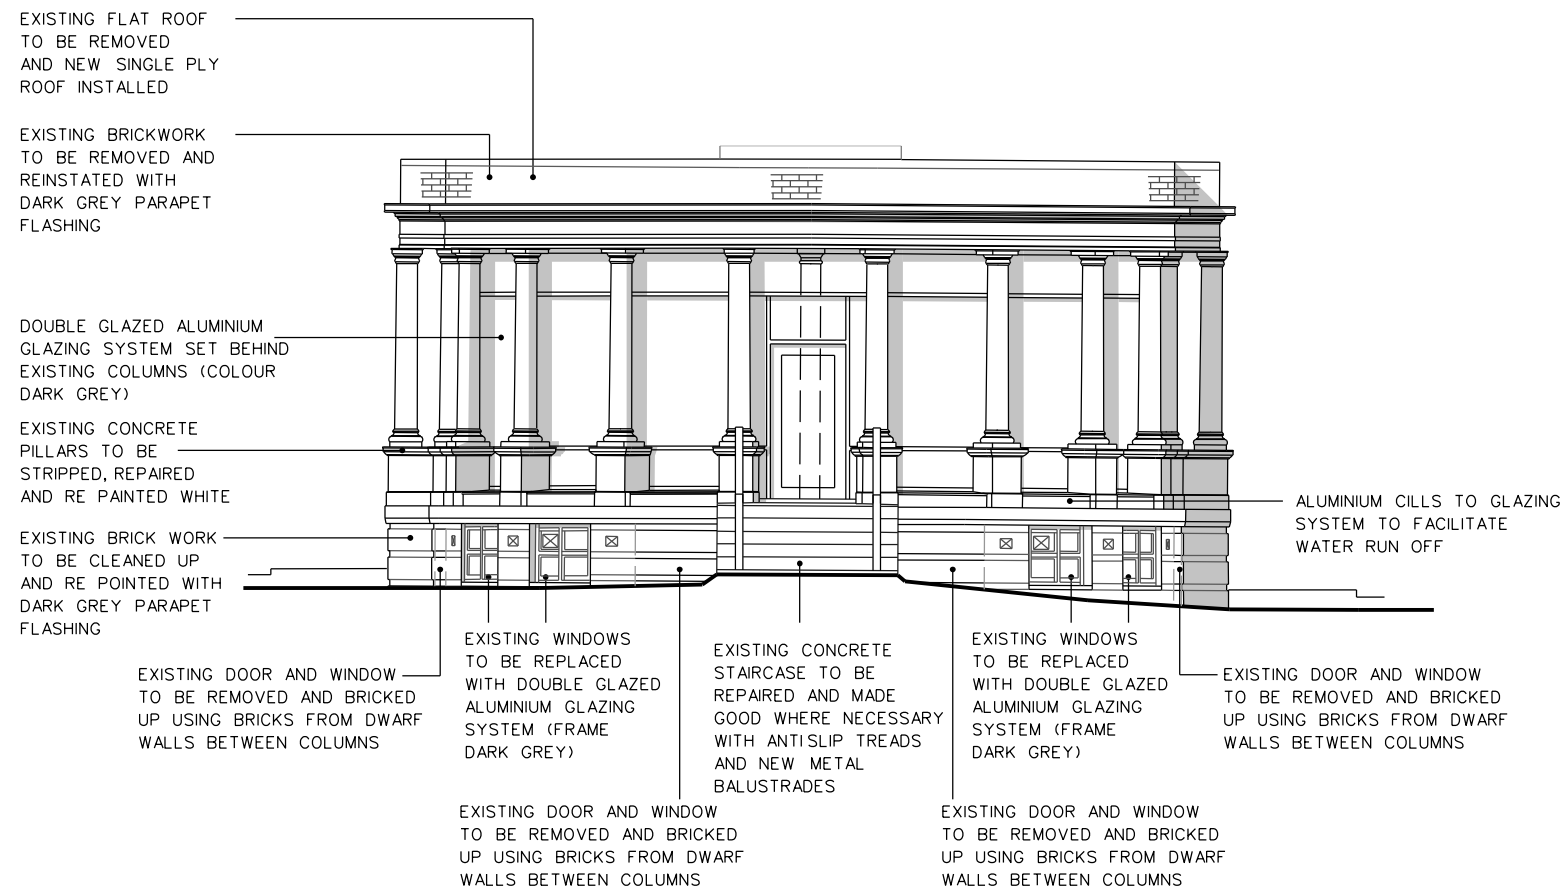 EXISTING FLAT ROOF
TO BE REMOVED
AND NEW SINGLE PLY
ROOF INSTALLED
EXISTING BRICKWORK
TO BE REMOVED AND
REINSTATED WITH
DARK GREY PARAPET
FLASHING
DOUBLE GLAZED ALUMINIUM
GLAZING SYSTEM SET BEHIND
EXISTING COLUMNS (COLOUR
DARK GREY)
EXISTING CONCRETE
PILLARS TO BE
STRIPPED, REPAIRED
AND RE PAINTED WHITE
EXISTING BRICK WORK
TO BE CLEANED UP
AND RE POINTED WITH
DARK GREY PARAPET
FLASHING
ALUMINIUM CILLS TO GLAZING
SYSTEM TO FACILITATE
WATER RUN OFF
EXISTING DOOR AND WINDOW
TO BE REMOVED AND BRICKED
UP USING BRICKS FROM DWARF
WALLS BETWEEN COLUMNS
EXISTING WINDOWS
TO BE REPLACED
WITH DOUBLE GLAZED
ALUMINIUM GLAZING
SYSTEM (FRAME
DARK GREY)
EXISTING CONCRETE
STAIRCASE TO BE
REPAIRED AND MADE
GOOD WHERE NECESSARY
WITH ANTISLIP TREADS
AND NEW METAL
BALUSTRADES
EXISTING WINDOWS
TO BE REPLACED
WITH DOUBLE GLAZED
ALUMINIUM GLAZING
SYSTEM (FRAME
DARK GREY)
EXISTING DOOR AND WINDOW
TO BE REMOVED AND BRICKED
UP USING BRICKS FROM DWARF
WALLS BETWEEN COLUMNS
EXISTING DOOR AND WINDOW
TO BE REMOVED AND BRICKED
UP USING BRICKS FROM DWARF
WALLS BETWEEN COLUMNS
EXISTING DOOR AND WINDOW
TO BE REMOVED AND BRICKED
UP USING BRICKS FROM DWARF
WALLS BETWEEN COLUMNS